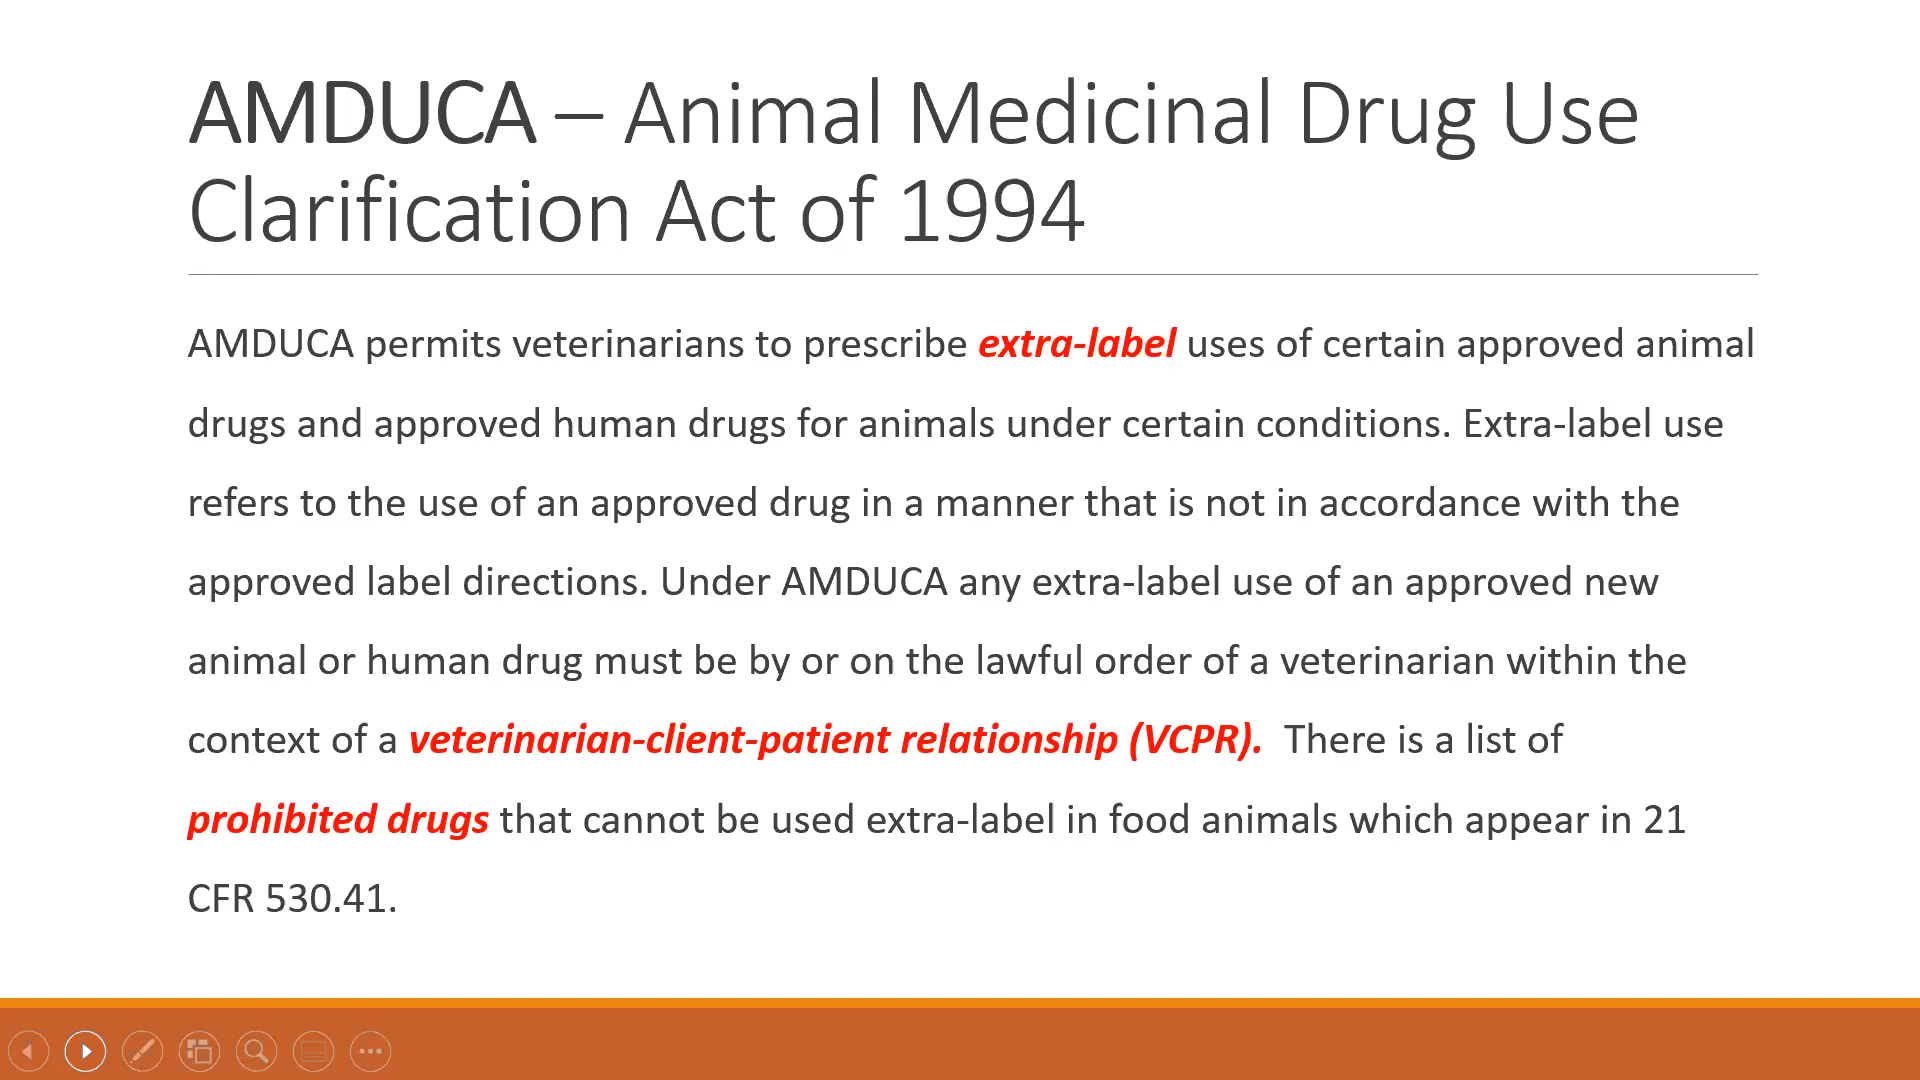 AMDUCA – Animal Medicinal Drug Use
Clarification Act of 1994
AMDUCA permits veterinarians to prescribe extra-label uses of certain approved animal
drugs and approved human drugs for animals under certain conditions. Extra-label use
refers to the use of an approved drug in a manner that is not in accordance with the
approved label directions. Under AMDUCA any extra-label use of an approved new
animal or human drug must be by or on the lawful order of a veterinarian within the
context of a veterinarian-client-patient relationship (VCPR).  There is a list of
prohibited drugs that cannot be used extra-label in food animals which appear in 21
CFR 530.41.